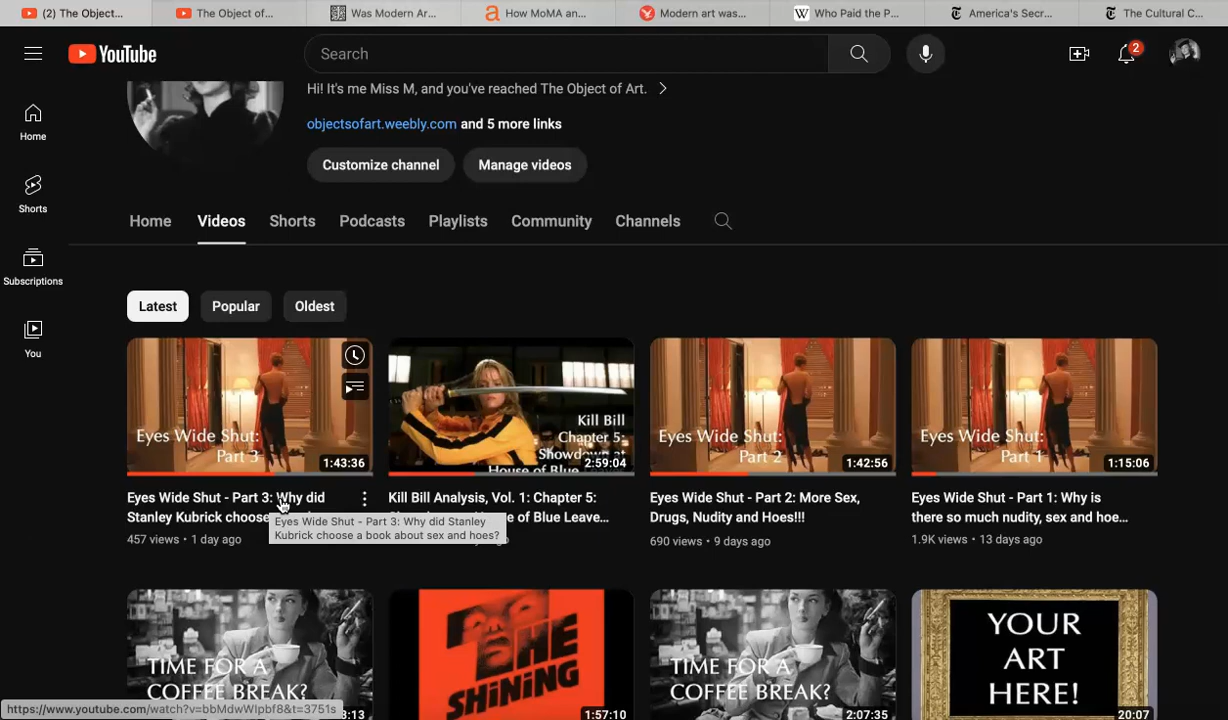 (2) The Object...
The Object of...
Was Modern Ar...
How MoMA an...
Modern art was...
Who Paid the P...
America's Secr...
The Cultural C...
YouTube
Search
2
Hi! It's me Miss M, and you've reached The Object of Art.
objectsofart.weebly.com and 5 more links
Customize channel
Manage videos
Home
Shorts
Subscriptions
You
Home
Videos
Shorts
Podcasts
Playlists
Community
Channels
Latest
Popular
Oldest
Eyes Wide Shut:
Part 3
1:43:36
Kill Bill
Chapter 5:
Showdown at
House of Blue
2:59:04
Eyes Wide Shut:
Part 2
1:42:56
Eyes Wide Shut:
Part 1
1:15:06
Eyes Wide Shut - Part 3: Why did
Stanley Kubrick choose
457 views • 1 day ago
Eyes Wide Shut - Part 3: Why did Stanley
Kubrick choose a book about sex and hoes?
Kill Bill Analysis, Vol. 1: Chapter 5:
of Blue Leave...
Eyes Wide Shut - Part 2: More Sex,
Drugs, Nudity and Hoes!!!
690 views • 9 days ago
Eyes Wide Shut - Part 1: Why is
there so much nudity, sex and hoe...
1.9K views • 13 days ago
TIME FOR A
COFFEE BREAK?
3:13
THE
SHiNiNG
1:57:10
TIME FOR A
COFFEE BREAK?
2:07:35
YOUR
ART
HERE!
20:07
https://www.youtube.com/watch?v=bbMdwWIpbf8&t=3751s